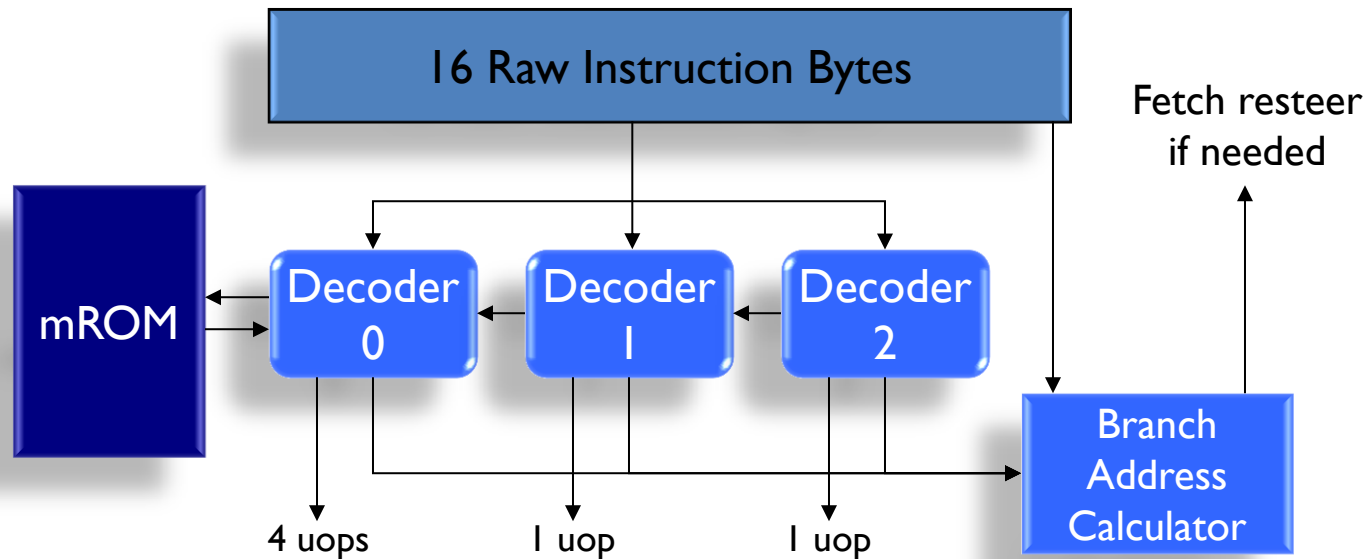 16 Raw Instruction Bytes
Fetch resteer
if needed
mROM
Decoder
0
Decoder
1
Decoder
2
Branch
Address
Calculator
4 uops
1 uop
1 uop